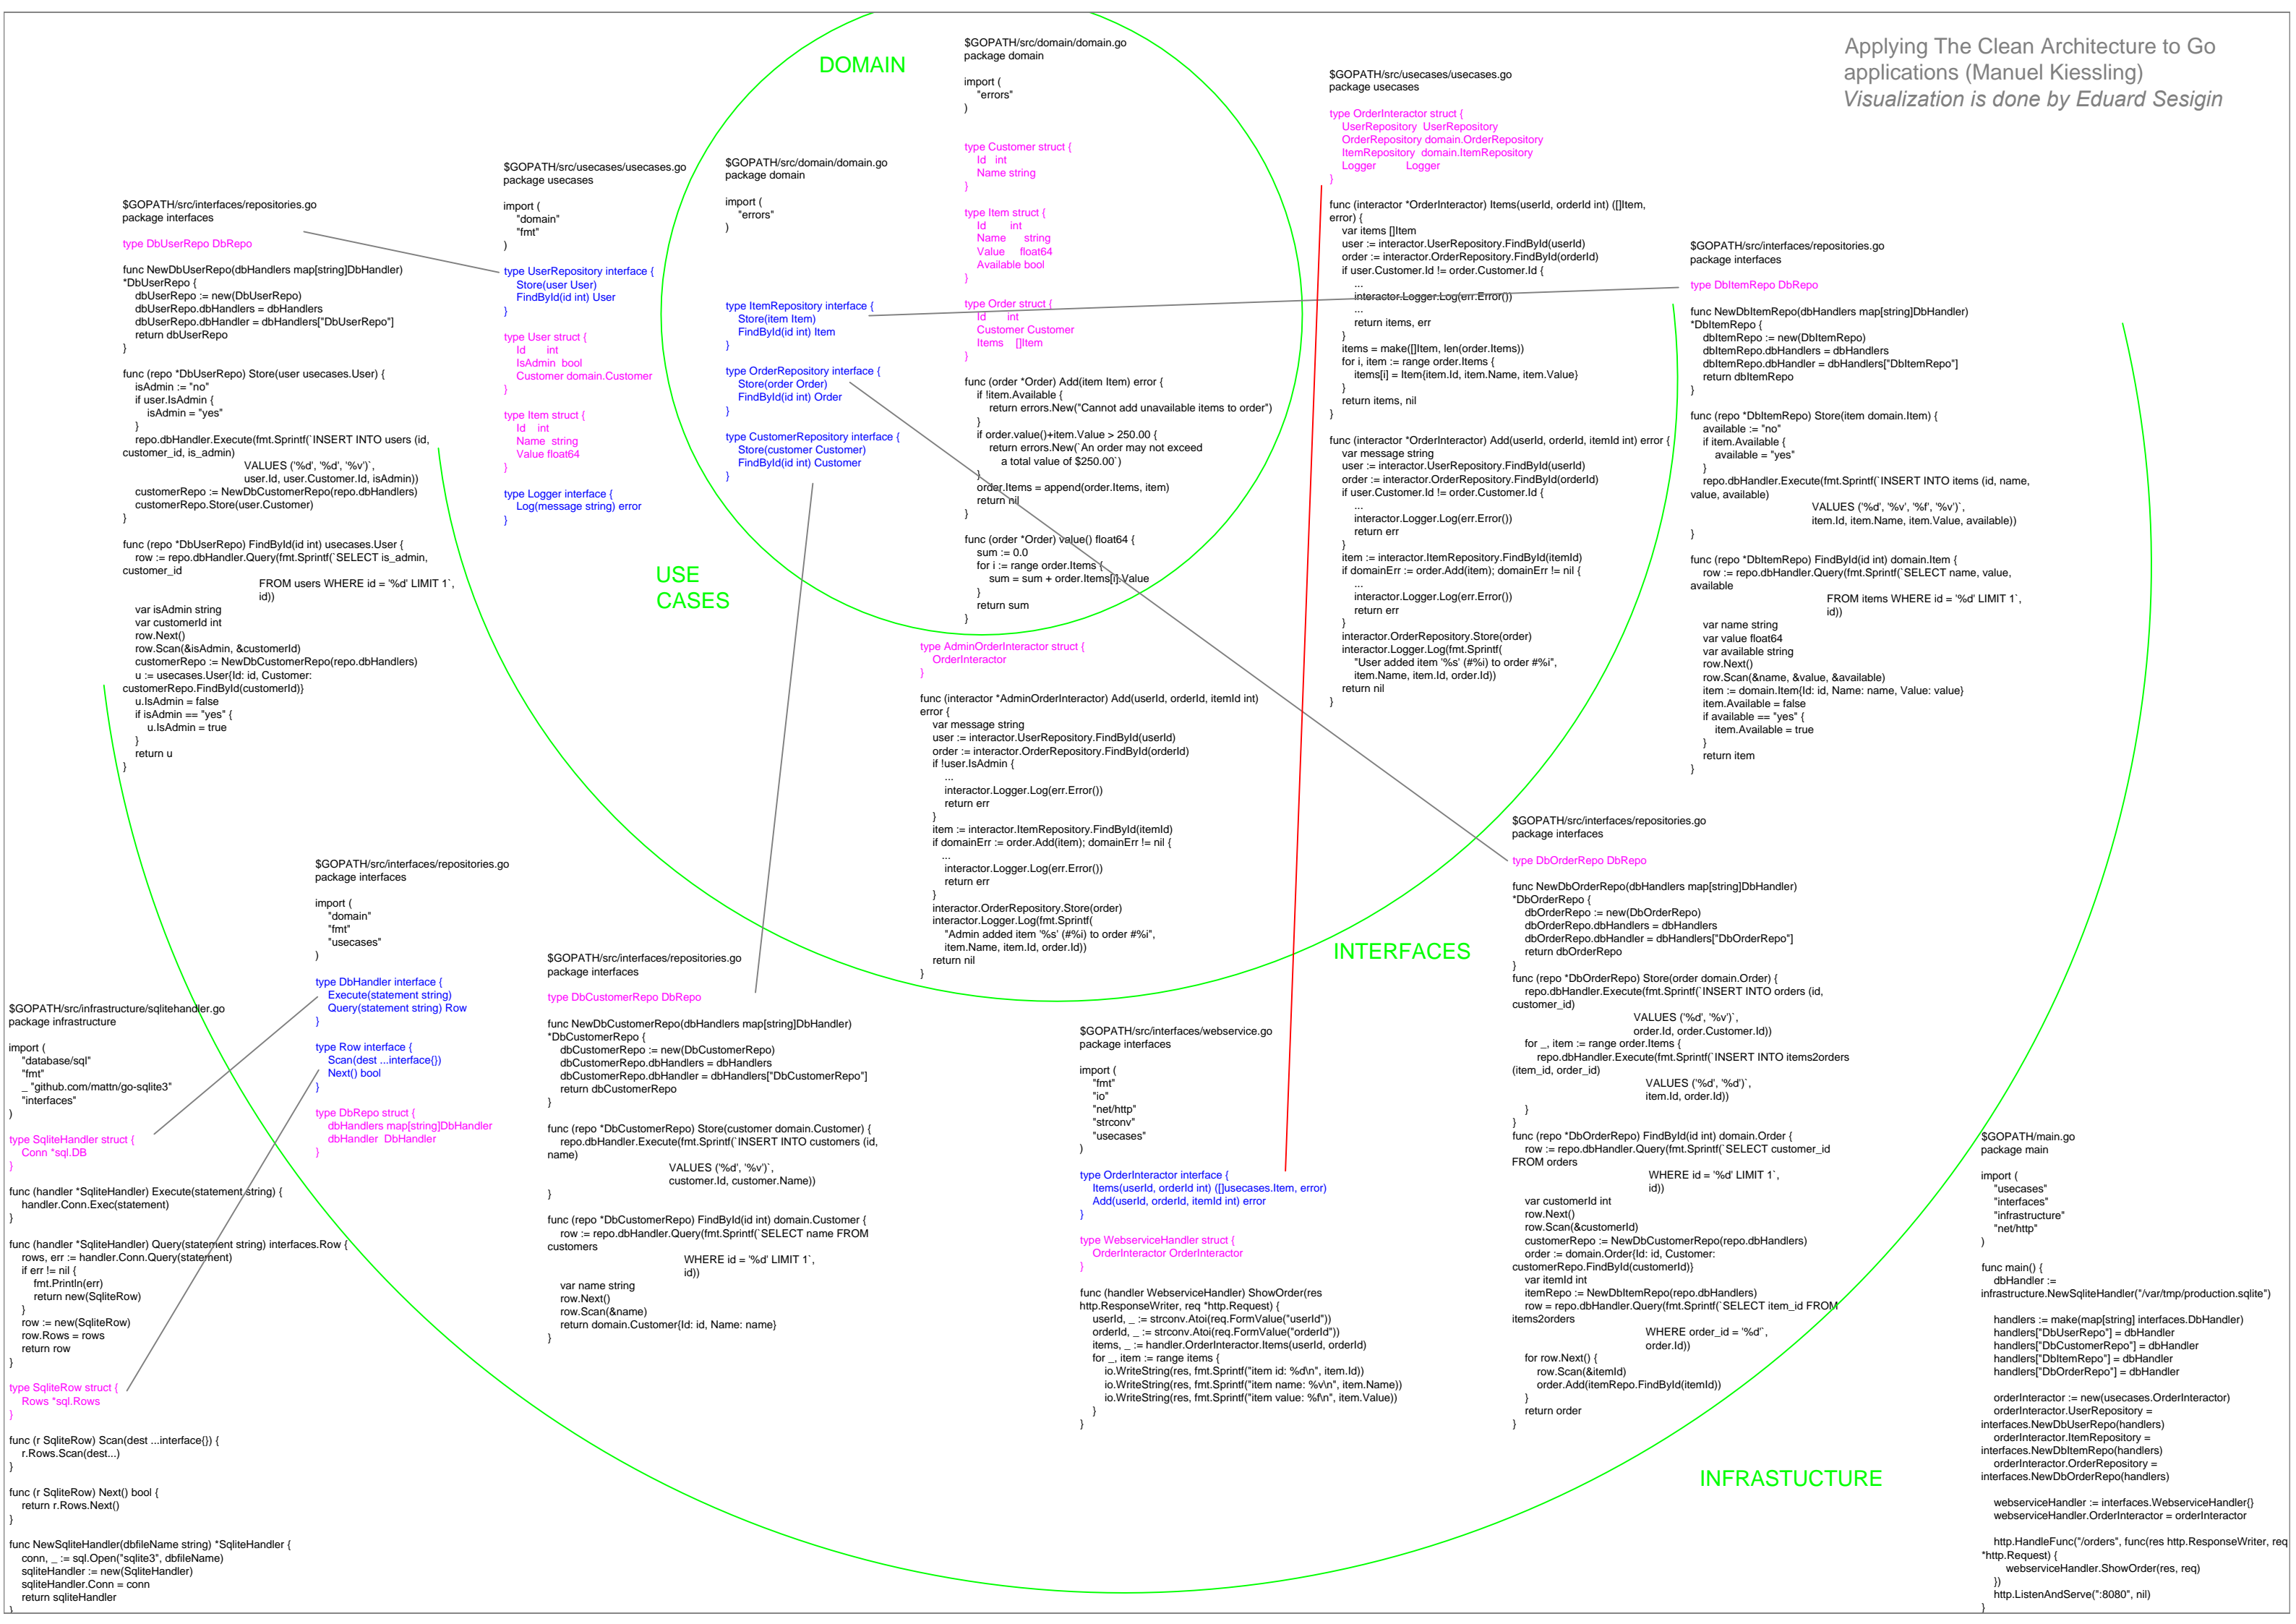 Applying The Clean Architecture to Go
applications (Manuel Kiessling)
Visualization is done by Eduard Sesigin
DOMAIN
$GOPATH/src/domain/domain.go
package domain
import (
"errors"
)
type Customer struct {
Id int
Name string
}
type Item struct {
Id int
Name string
Value float64
Available bool
}
type Order struct {
Id int
Customer Customer
Items []Item
}
func (order *Order) Add(item Item) error {
if !item.Available {
return errors.New("Cannot add unavailable items to order")
}
if order.value()+item.Value > 250.00 {
return errors.New(`An order may not exceed
a total value of $250.00`)
}
order.Items = append(order.Items, item)
return nil
}
func (order *Order) value() float64 {
sum := 0.0
for i := range order.Items {
sum = sum + order.Items[i].Value
}
return sum
}
$GOPATH/src/domain/domain.go
package domain
import (
"errors"
)
type ItemRepository interface {
Store(item Item)
FindById(id int) Item
}
type OrderRepository interface {
Store(order Order)
FindById(id int) Order
}
type CustomerRepository interface {
Store(customer Customer)
FindById(id int) Customer
}
USE
CASES
$GOPATH/src/usecases/usecases.go
package usecases
import (
"domain"
"fmt"
)
type UserRepository interface {
Store(user User)
FindById(id int) User
}
type User struct {
Id int
IsAdmin bool
Customer domain.Customer
}
type Item struct {
Id int
Name string
Value float64
}
type Logger interface {
Log(message string) error
}
type AdminOrderInteractor struct {
OrderInteractor
}
func (interactor *AdminOrderInteractor) Add(userId, orderId, itemId int)
error {
var message string
user := interactor.UserRepository.FindById(userId)
order := interactor.OrderRepository.FindById(orderId)
if !user.IsAdmin {
...
interactor.Logger.Log(err.Error())
return err
}
item := interactor.ItemRepository.FindById(itemId)
if domainErr := order.Add(item); domainErr != nil {
...
interactor.Logger.Log(err.Error())
return err
}
interactor.OrderRepository.Store(order)
interactor.Logger.Log(fmt.Sprintf(
"Admin added item '%s' (#%i) to order #%i",
item.Name, item.Id, order.Id))
return nil
}
$GOPATH/src/usecases/usecases.go
package usecases
type OrderInteractor struct {
UserRepository UserRepository
OrderRepository domain.OrderRepository
ItemRepository domain.ItemRepository
Logger Logger
}
func (interactor *OrderInteractor) Items(userId, orderId int) ([]Item,
error) {
var items []Item
user := interactor.UserRepository.FindById(userId)
order := interactor.OrderRepository.FindById(orderId)
if user.Customer.Id != order.Customer.Id {
...
interactor.Logger.Log(err.Error())
...
return items, err
}
items = make([]Item, len(order.Items))
for i, item := range order.Items {
items[i] = Item{item.Id, item.Name, item.Value}
}
return items, nil
}
func (interactor *OrderInteractor) Add(userId, orderId, itemId int) error {
var message string
user := interactor.UserRepository.FindById(userId)
order := interactor.OrderRepository.FindById(orderId)
if user.Customer.Id != order.Customer.Id {
...
interactor.Logger.Log(err.Error())
return err
}
item := interactor.ItemRepository.FindById(itemId)
if domainErr := order.Add(item); domainErr != nil {
...
interactor.Logger.Log(err.Error())
return err
}
interactor.OrderRepository.Store(order)
interactor.Logger.Log(fmt.Sprintf(
"User added item '%s' (#%i) to order #%i",
item.Name, item.Id, order.Id))
return nil
}
INTERFACES
$GOPATH/src/interfaces/repositories.go
package interfaces
type DbUserRepo DbRepo
func NewDbUserRepo(dbHandlers map[string]DbHandler)
*DbUserRepo {
dbUserRepo := new(DbUserRepo)
dbUserRepo.dbHandlers = dbHandlers
dbUserRepo.dbHandler = dbHandlers["DbUserRepo"]
return dbUserRepo
}
func (repo *DbUserRepo) Store(user usecases.User) {
isAdmin := "no"
if user.IsAdmin {
isAdmin = "yes"
}
repo.dbHandler.Execute(fmt.Sprintf(`INSERT INTO users (id,
customer_id, is_admin)
VALUES ('%d', '%d', '%v')`,
user.Id, user.Customer.Id, isAdmin))
customerRepo := NewDbCustomerRepo(repo.dbHandlers)
customerRepo.Store(user.Customer)
}
func (repo *DbUserRepo) FindById(id int) usecases.User {
row := repo.dbHandler.Query(fmt.Sprintf(`SELECT is_admin,
customer_id
FROM users WHERE id = '%d' LIMIT 1`,
id))
var isAdmin string
var customerId int
row.Next()
row.Scan(&isAdmin, &customerId)
customerRepo := NewDbCustomerRepo(repo.dbHandlers)
u := usecases.User{Id: id, Customer:
customerRepo.FindById(customerId)}
u.IsAdmin = false
if isAdmin == "yes" {
u.IsAdmin = true
}
return u
}
$GOPATH/src/interfaces/repositories.go
package interfaces
type DbItemRepo DbRepo
func NewDbItemRepo(dbHandlers map[string]DbHandler)
*DbItemRepo {
dbItemRepo := new(DbItemRepo)
dbItemRepo.dbHandlers = dbHandlers
dbItemRepo.dbHandler = dbHandlers["DbItemRepo"]
return dbItemRepo
}
func (repo *DbItemRepo) Store(item domain.Item) {
available := "no"
if item.Available {
available = "yes"
}
repo.dbHandler.Execute(fmt.Sprintf(`INSERT INTO items (id, name,
value, available)
VALUES ('%d', '%v', '%f', '%v')`,
item.Id, item.Name, item.Value, available))
}
func (repo *DbItemRepo) FindById(id int) domain.Item {
row := repo.dbHandler.Query(fmt.Sprintf(`SELECT name, value,
available
FROM items WHERE id = '%d' LIMIT 1`,
id))
var name string
var value float64
var available string
row.Next()
row.Scan(&name, &value, &available)
item := domain.Item{Id: id, Name: name, Value: value}
item.Available = false
if available == "yes" {
item.Available = true
}
return item
}
$GOPATH/src/interfaces/repositories.go
package interfaces
import (
"domain"
"fmt"
"usecases"
)
type DbHandler interface {
Execute(statement string)
Query(statement string) Row
}
type Row interface {
Scan(dest ...interface{})
Next() bool
}
type DbRepo struct {
dbHandlers map[string]DbHandler
dbHandler DbHandler
}
$GOPATH/src/interfaces/repositories.go
package interfaces
type DbCustomerRepo DbRepo
func NewDbCustomerRepo(dbHandlers map[string]DbHandler)
*DbCustomerRepo {
dbCustomerRepo := new(DbCustomerRepo)
dbCustomerRepo.dbHandlers = dbHandlers
dbCustomerRepo.dbHandler = dbHandlers["DbCustomerRepo"]
return dbCustomerRepo
}
func (repo *DbCustomerRepo) Store(customer domain.Customer) {
repo.dbHandler.Execute(fmt.Sprintf(`INSERT INTO customers (id,
name)
VALUES ('%d', '%v')`,
customer.Id, customer.Name))
}
func (repo *DbCustomerRepo) FindById(id int) domain.Customer {
row := repo.dbHandler.Query(fmt.Sprintf(`SELECT name FROM
customers
WHERE id = '%d' LIMIT 1`,
id))
var name string
row.Next()
row.Scan(&name)
return domain.Customer{Id: id, Name: name}
}
$GOPATH/src/interfaces/webservice.go
package interfaces
import (
"fmt"
"io"
"net/http"
"strconv"
"usecases"
)
type OrderInteractor interface {
Items(userId, orderId int) ([]usecases.Item, error)
Add(userId, orderId, itemId int) error
}
type WebserviceHandler struct {
OrderInteractor OrderInteractor
}
func (handler WebserviceHandler) ShowOrder(res
http.ResponseWriter, req *http.Request) {
userId, _ := strconv.Atoi(req.FormValue("userId"))
orderId, _ := strconv.Atoi(req.FormValue("orderId"))
items, _ := handler.OrderInteractor.Items(userId, orderId)
for _, item := range items {
io.WriteString(res, fmt.Sprintf("item id: %d\n", item.Id))
io.WriteString(res, fmt.Sprintf("item name: %v\n", item.Name))
io.WriteString(res, fmt.Sprintf("item value: %f\n", item.Value))
}
}
$GOPATH/src/interfaces/repositories.go
package interfaces
type DbOrderRepo DbRepo
func NewDbOrderRepo(dbHandlers map[string]DbHandler)
*DbOrderRepo {
dbOrderRepo := new(DbOrderRepo)
dbOrderRepo.dbHandlers = dbHandlers
dbOrderRepo.dbHandler = dbHandlers["DbOrderRepo"]
return dbOrderRepo
}
func (repo *DbOrderRepo) Store(order domain.Order) {
repo.dbHandler.Execute(fmt.Sprintf(`INSERT INTO orders (id,
customer_id)
VALUES ('%d', '%v')`,
order.Id, order.Customer.Id))
for _, item := range order.Items {
repo.dbHandler.Execute(fmt.Sprintf(`INSERT INTO items2orders
(item_id, order_id)
VALUES ('%d', '%d')`,
item.Id, order.Id))
}
}
func (repo *DbOrderRepo) FindById(id int) domain.Order {
row := repo.dbHandler.Query(fmt.Sprintf(`SELECT customer_id
FROM orders
WHERE id = '%d' LIMIT 1`,
id))
var customerId int
row.Next()
row.Scan(&customerId)
customerRepo := NewDbCustomerRepo(repo.dbHandlers)
order := domain.Order{Id: id, Customer:
customerRepo.FindById(customerId)}
var itemId int
itemRepo := NewDbItemRepo(repo.dbHandlers)
row = repo.dbHandler.Query(fmt.Sprintf(`SELECT item_id FROM
items2orders
WHERE order_id = '%d'`,
order.Id))
for row.Next() {
row.Scan(&itemId)
order.Add(itemRepo.FindById(itemId))
}
return order
}
INFRASTUCTURE
$GOPATH/src/infrastructure/sqlitehandler.go
package infrastructure
import (
"database/sql"
"fmt"
_ "github.com/mattn/go-sqlite3"
"interfaces"
)
type SqliteHandler struct {
Conn *sql.DB
}
func (handler *SqliteHandler) Execute(statement string) {
handler.Conn.Exec(statement)
}
func (handler *SqliteHandler) Query(statement string) interfaces.Row {
rows, err := handler.Conn.Query(statement)
if err != nil {
fmt.Println(err)
return new(SqliteRow)
}
row := new(SqliteRow)
row.Rows = rows
return row
}
type SqliteRow struct {
Rows *sql.Rows
}
func (r SqliteRow) Scan(dest ...interface{}) {
r.Rows.Scan(dest...)
}
func (r SqliteRow) Next() bool {
return r.Rows.Next()
}
func NewSqliteHandler(dbfileName string) *SqliteHandler {
conn, _ := sql.Open("sqlite3", dbfileName)
sqliteHandler := new(SqliteHandler)
sqliteHandler.Conn = conn
return sqliteHandler
}
$GOPATH/main.go
package main
import (
"usecases"
"interfaces"
"infrastructure"
"net/http"
)
func main() {
dbHandler :=
infrastructure.NewSqliteHandler("/var/tmp/production.sqlite")
handlers := make(map[string] interfaces.DbHandler)
handlers["DbUserRepo"] = dbHandler
handlers["DbCustomerRepo"] = dbHandler
handlers["DbItemRepo"] = dbHandler
handlers["DbOrderRepo"] = dbHandler
orderInteractor := new(usecases.OrderInteractor)
orderInteractor.UserRepository =
interfaces.NewDbUserRepo(handlers)
orderInteractor.ItemRepository =
interfaces.NewDbItemRepo(handlers)
orderInteractor.OrderRepository =
interfaces.NewDbOrderRepo(handlers)
webserviceHandler := interfaces.WebserviceHandler{}
webserviceHandler.OrderInteractor = orderInteractor
http.HandleFunc("/orders", func(res http.ResponseWriter, req
*http.Request) {
webserviceHandler.ShowOrder(res, req)
})
http.ListenAndServe(":8080", nil)
}